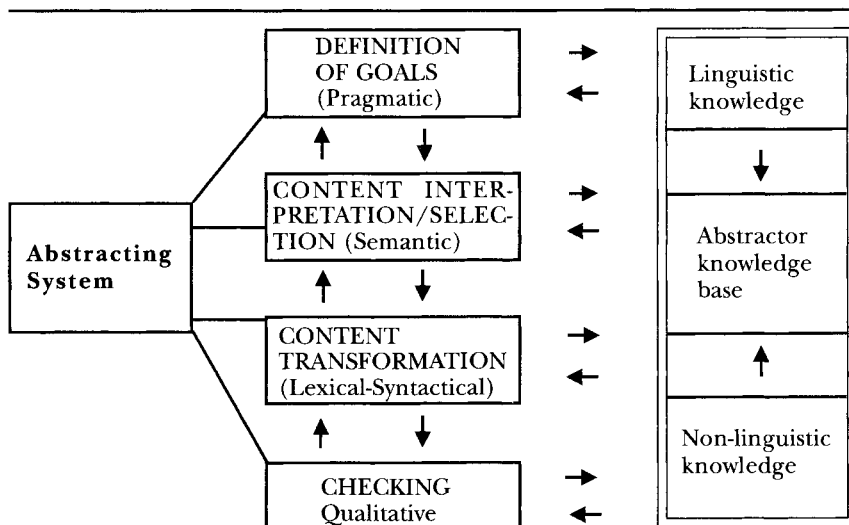 DEFINITION
OF GOALS
(Pragmatic)
Linguistic
knowledge
CONTENT INTER-
PRETATION/SELEC-
TION (Semantic)
Abstracting
System
Abstractor
knowledge
base
CONTENT
TRANSFORMATION
(Lexical-Syntactical)
Non-linguistic
knowledge
CHECKING
Qualitative